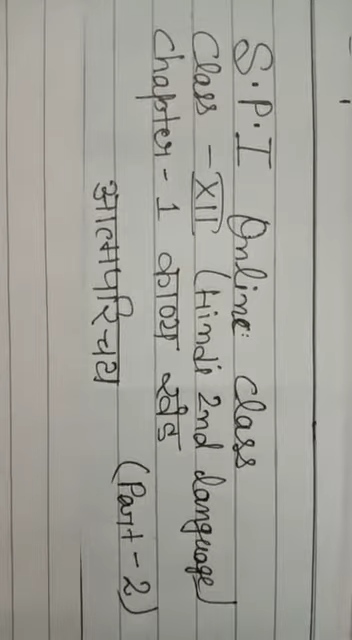 S.P.I Online class
Class - XII (Hindi 2nd language)
Chapter - 1 काव्य खंड
आत्मपरिचय (Part - 2)